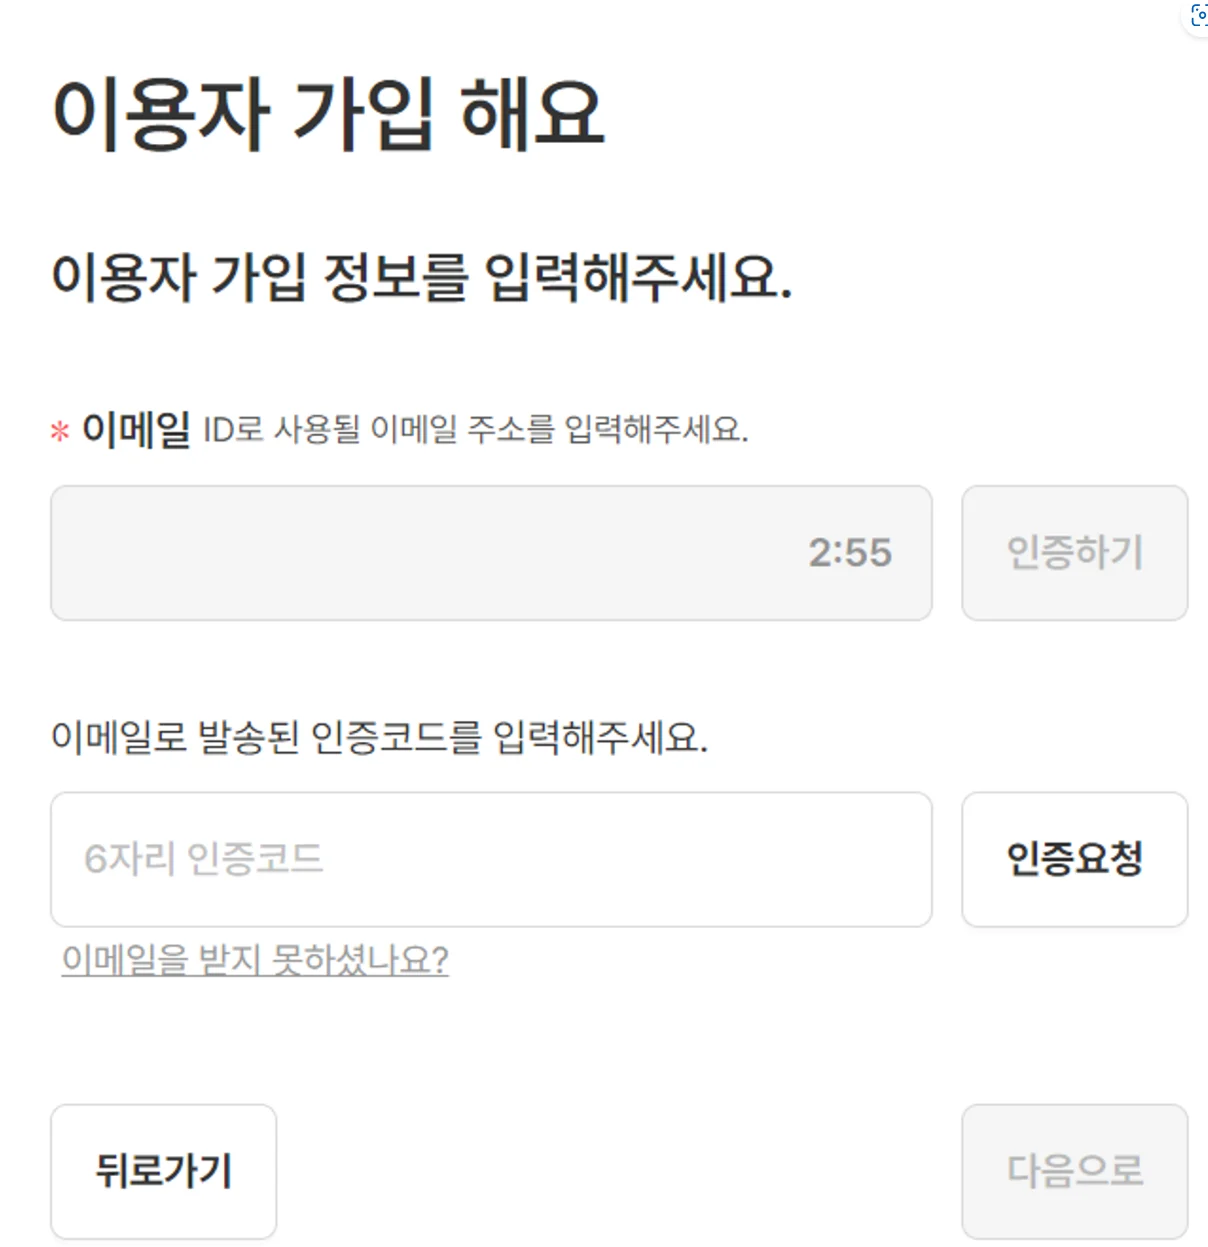 이용자 가입 해요
이용자 가입 정보를 입력해주세요.
* 이메일 ID로 사용될 이메일 주소를 입력해주세요.
2:55 인증하기
이메일로 발송된 인증코드를 입력해주세요.
6자리 인증코드 인증요청
이메일을 받지 못하셨나요?
뒤로가기 다음으로